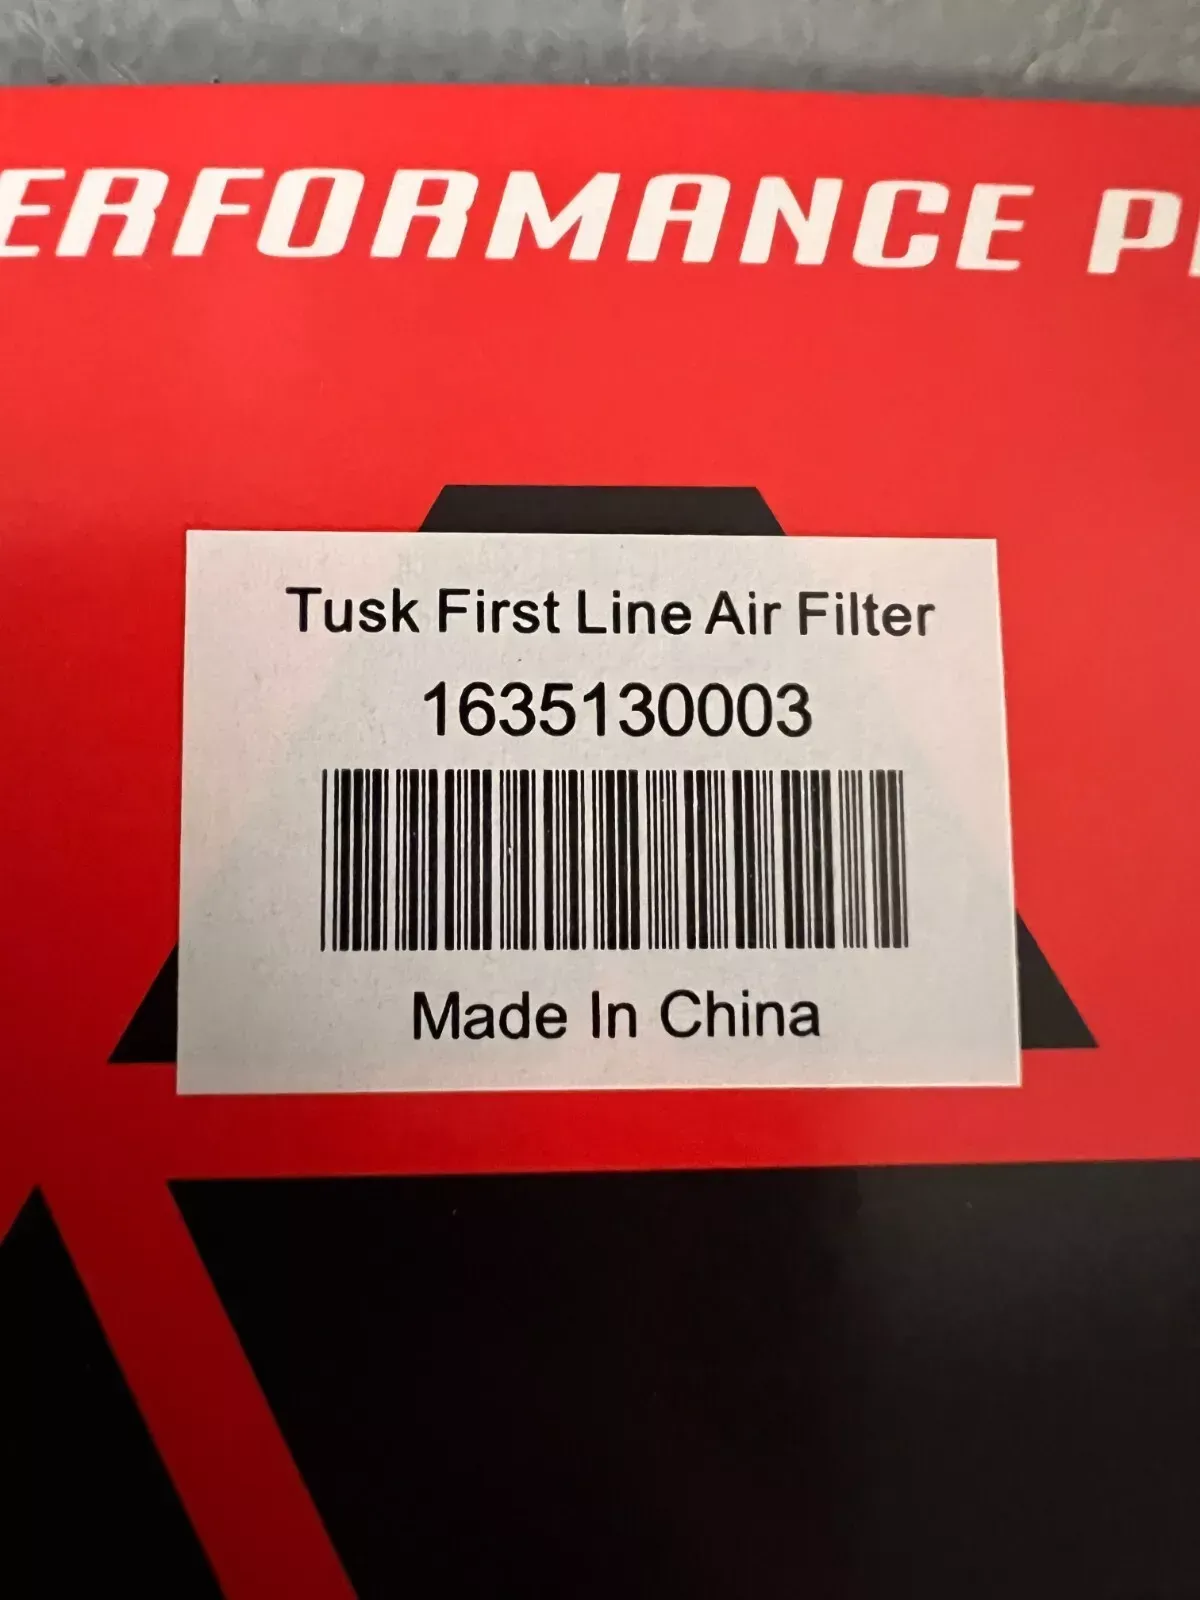 ERFORMANCE P
Tusk First Line Air Filter
1635130003
Made In China